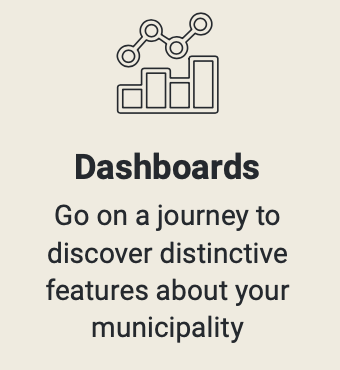 Dashboards
Go on a journey to
discover distinctive
features about your
municipality